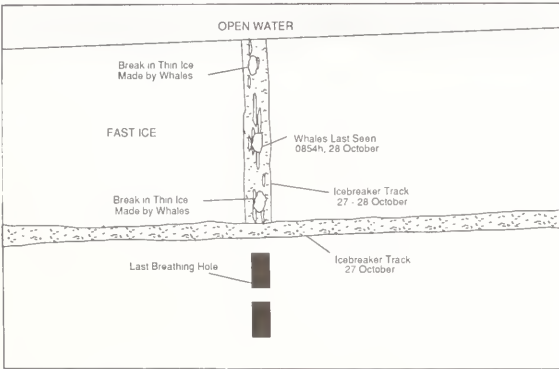 OPEN WATER
Break in Thin Ice
Made by Whales
FAST ICE
Whales Last Seen
0854h, 28 October
Break in Thin Ice
Made by Whales
Icebreaker Track
27 - 28 October
Last Breathing Hole
Icebreaker Track
27 October